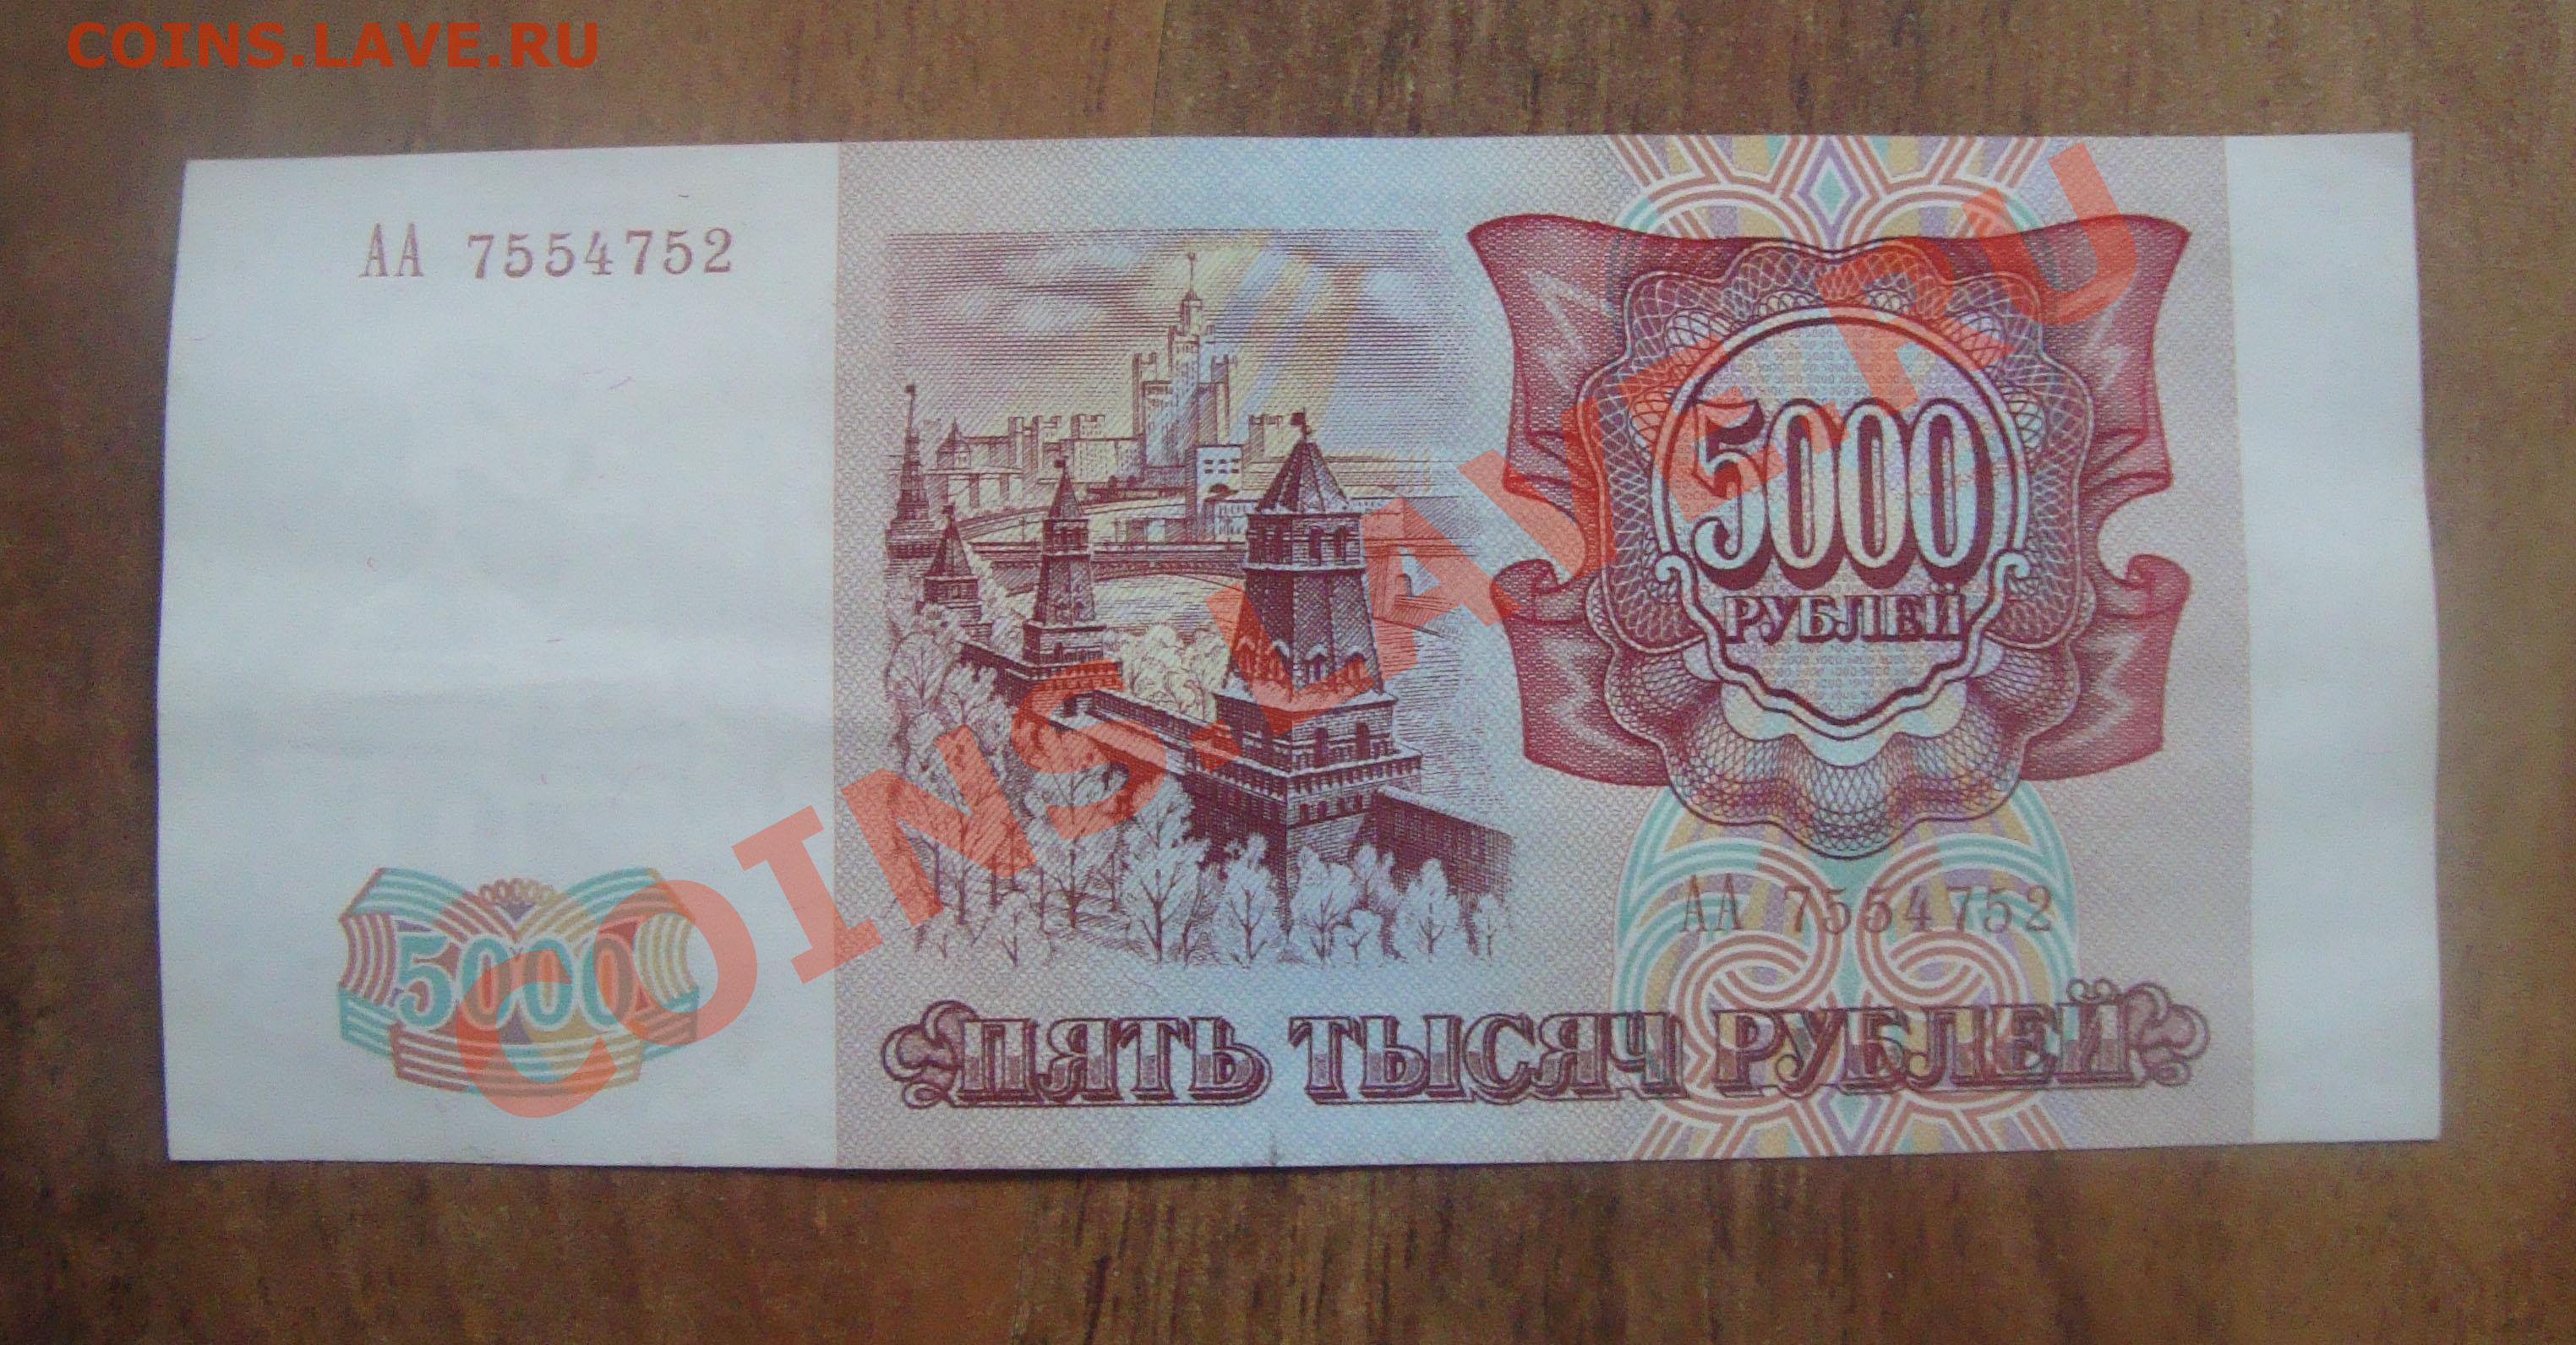 COINS.LAVE.RU
АА 7554752
5000
РУБЛЕЙ
АА 7554752
5000
ПЯТЬ ТЫСЯЧ РУБЛЕЙ
COINS.LAVE.RU